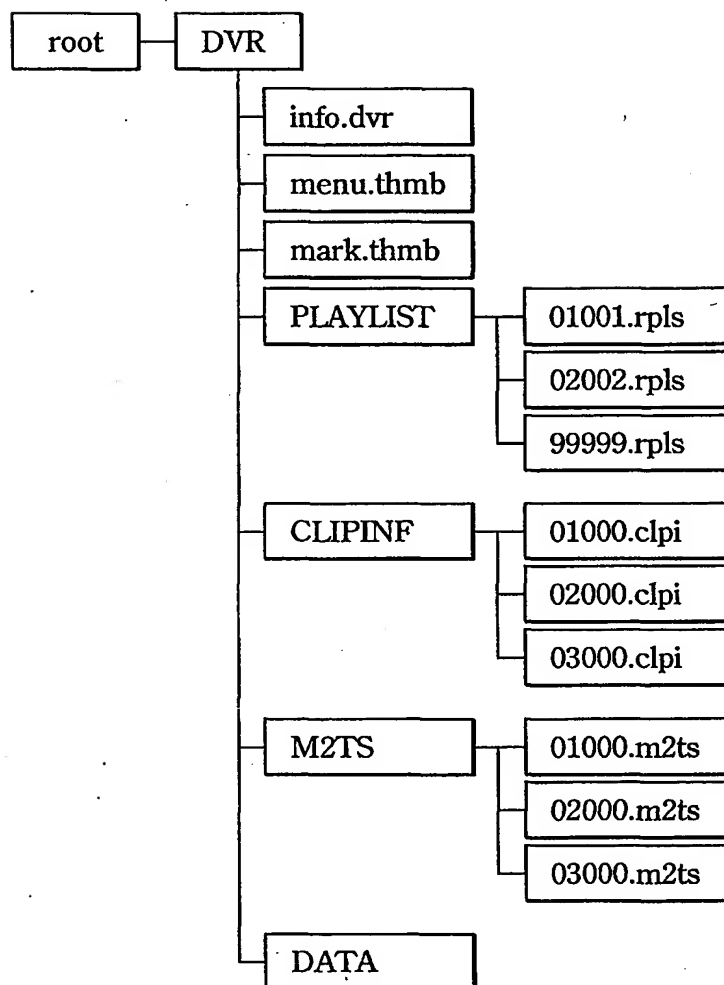 root
DVR
info.dvr
menu.thmb
mark.thmb
PLAYLIST
01001.rpls
02002.rpls
99999.rpls
CLIPINF
01000.clpi
02000.clpi
03000.clpi
M2TS
01000.m2ts
02000.m2ts
03000.m2ts
DATA